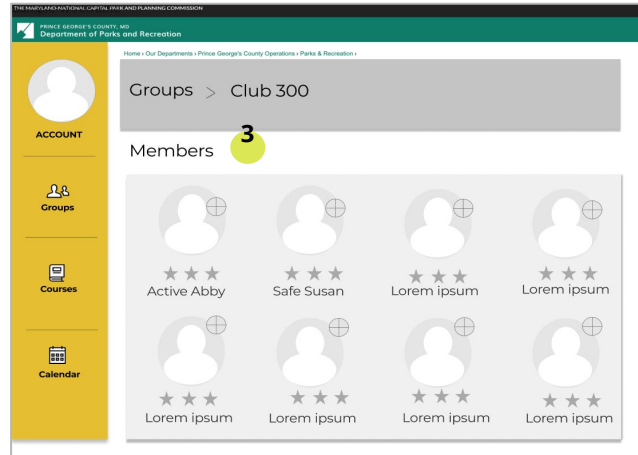 THE MARYLAND-NATIONAL CAPITAL PARK AND PLANNING COMMISSION
PRINCE GEORGE'S COUNTY, MD
Department of Parks and Recreation
Home › Our Departments › Prince George's County Operations › Parks & Recreation ›
Groups > Club 300
ACCOUNT
Members 3
Groups
Active Abby Safe Susan Lorem ipsum Lorem ipsum
Courses
Calendar
Lorem ipsum Lorem ipsum Lorem ipsum Lorem ipsum